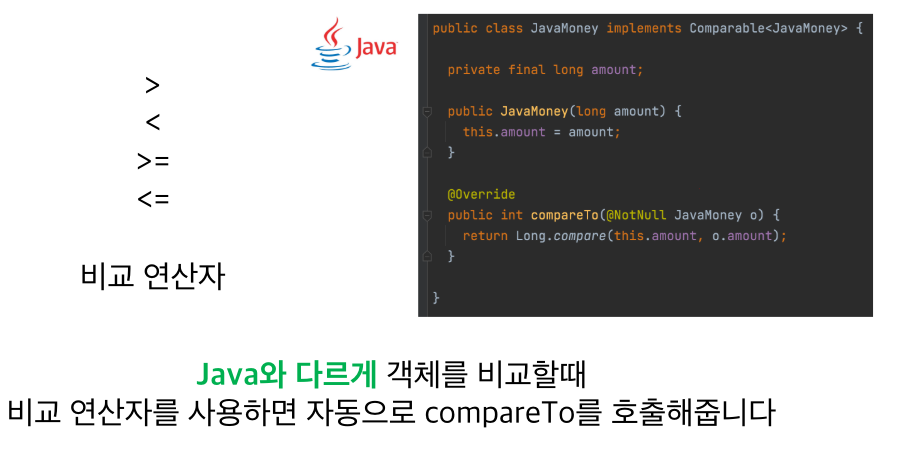 >
<
>=
<=
비교 연산자
Java
public class JavaMoney implements Comparable<JavaMoney> {
private final long amount;
public JavaMoney(long amount) {
this.amount = amount;
}
@Override
public int compareTo(@NotNull JavaMoney o) {
return Long.compare(this.amount, o.amount);
}
}
Java와 다르게 객체를 비교할때
비교 연산자를 사용하면 자동으로 compareTo를 호출해줍니다